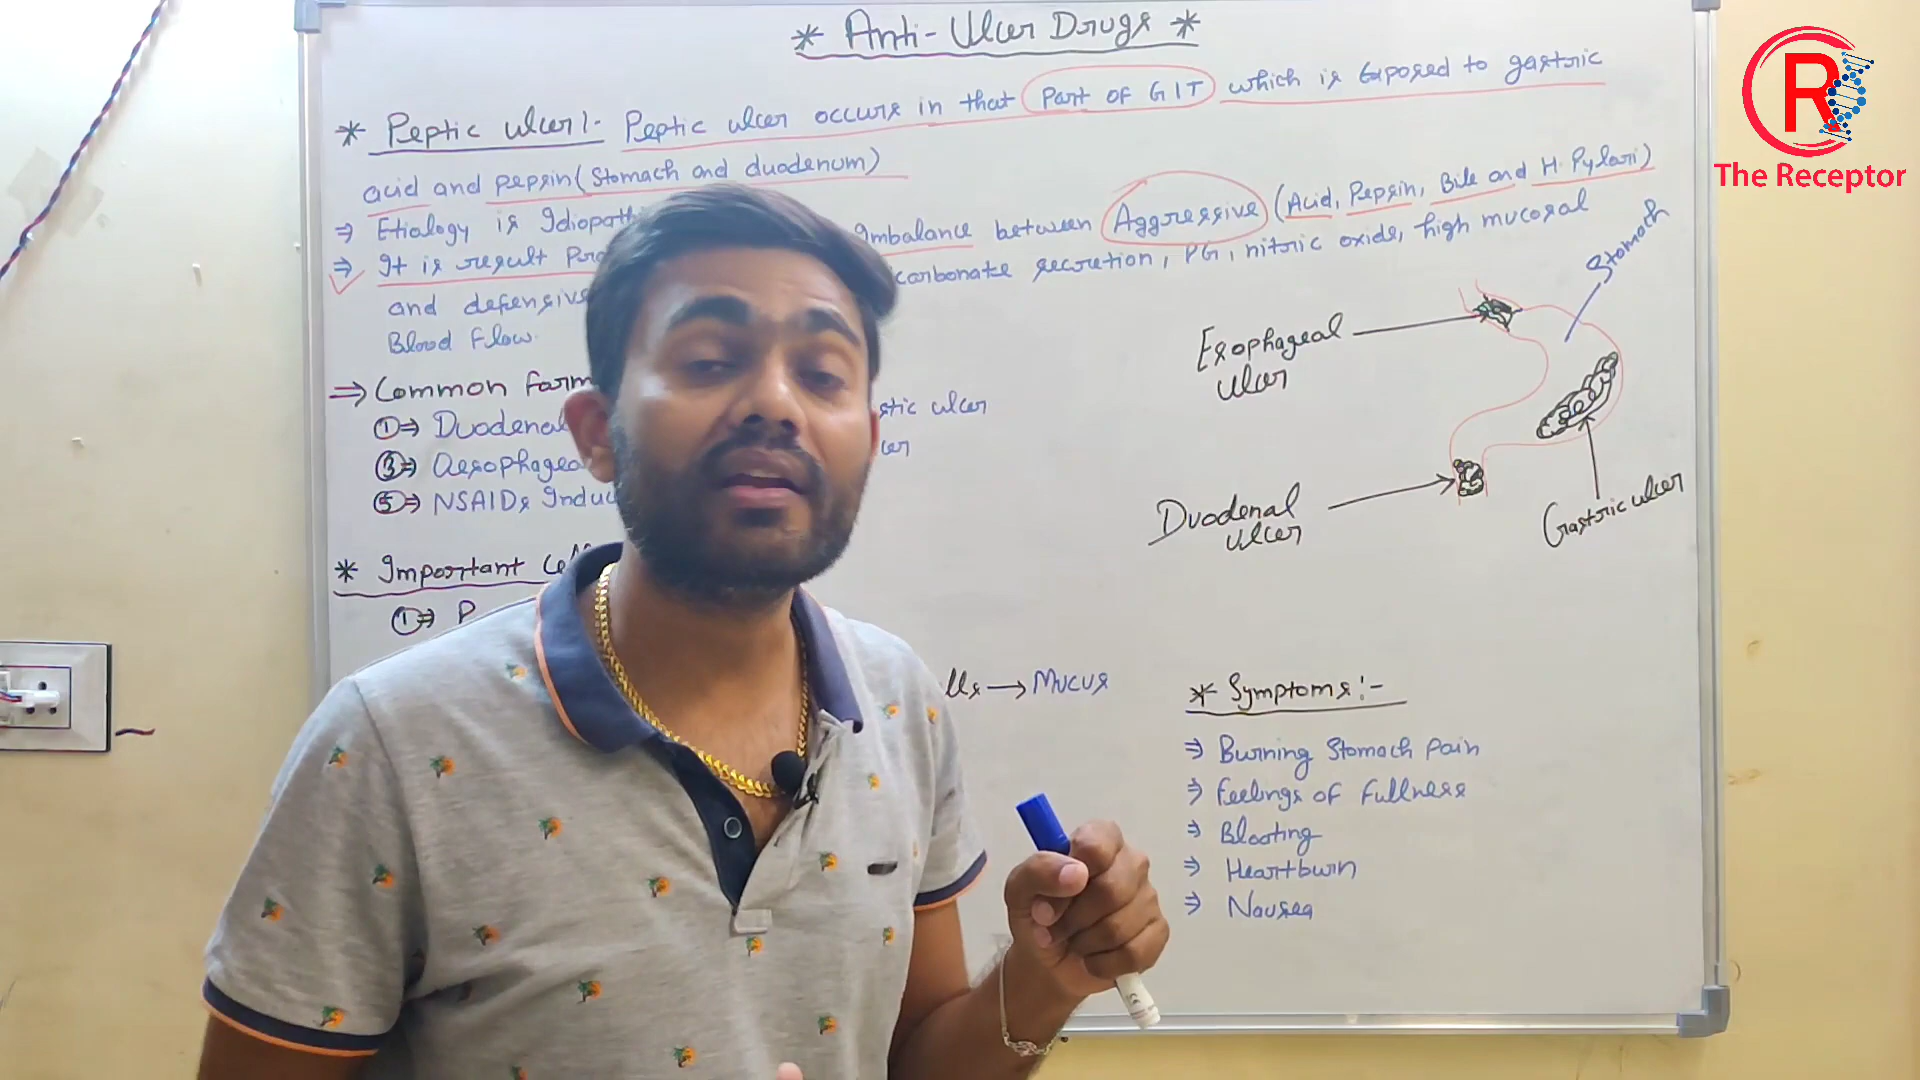 * Anti-Ulcer Drugs *
* Peptic ulcer:- Peptic ulcer occurs in that Part of GIT which is Exposed to gastric
acid and pepsin (Stomach and duodenum)
⇒ Etiology is Idiopath
⇒ It is result
Imbalance between Aggressive (Acid, Pepsin, Bile and H. Pylori)
and defensive
carbonate secretion, PG, nitric oxide, high mucosal
Blood Flow.
⇒ Common form
① ⇒ Duodenal
stic ulcer
③ ⇒ Oesophagea
cer
⑤ ⇒ NSAIDs Induc
* Important Cell
① ⇒ P
lls → Mucus
Stomach
Esophageal
ulcer
Duodenal
ulcer
Gastric ulcer
* Symptoms:-
⇒ Burning Stomach Pain
⇒ Feelings of Fullness
⇒ Bloating
⇒ Heartburn
⇒ Nausea
R
The Receptor